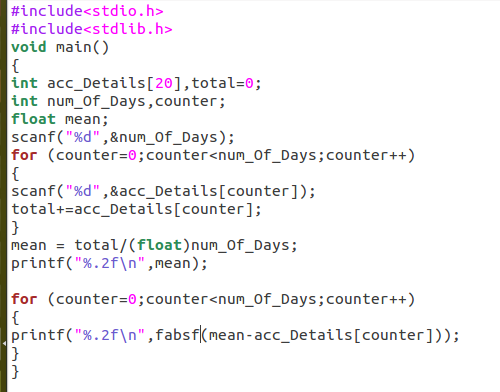 #include<stdio.h>
#include<stdlib.h>
void main()
{
int acc_Details[20],total=0;
int num_Of_Days,counter;
float mean;
scanf("%d",&num_Of_Days);
for (counter=0;counter<num_Of_Days;counter++)
{
scanf("%d",&acc_Details[counter]);
total+=acc_Details[counter];
}
mean = total/(float)num_Of_Days;
printf("%.2f\n",mean);
for (counter=0;counter<num_Of_Days;counter++)
{
printf("%.2f\n",fabsf(mean-acc_Details[counter]));
}
}